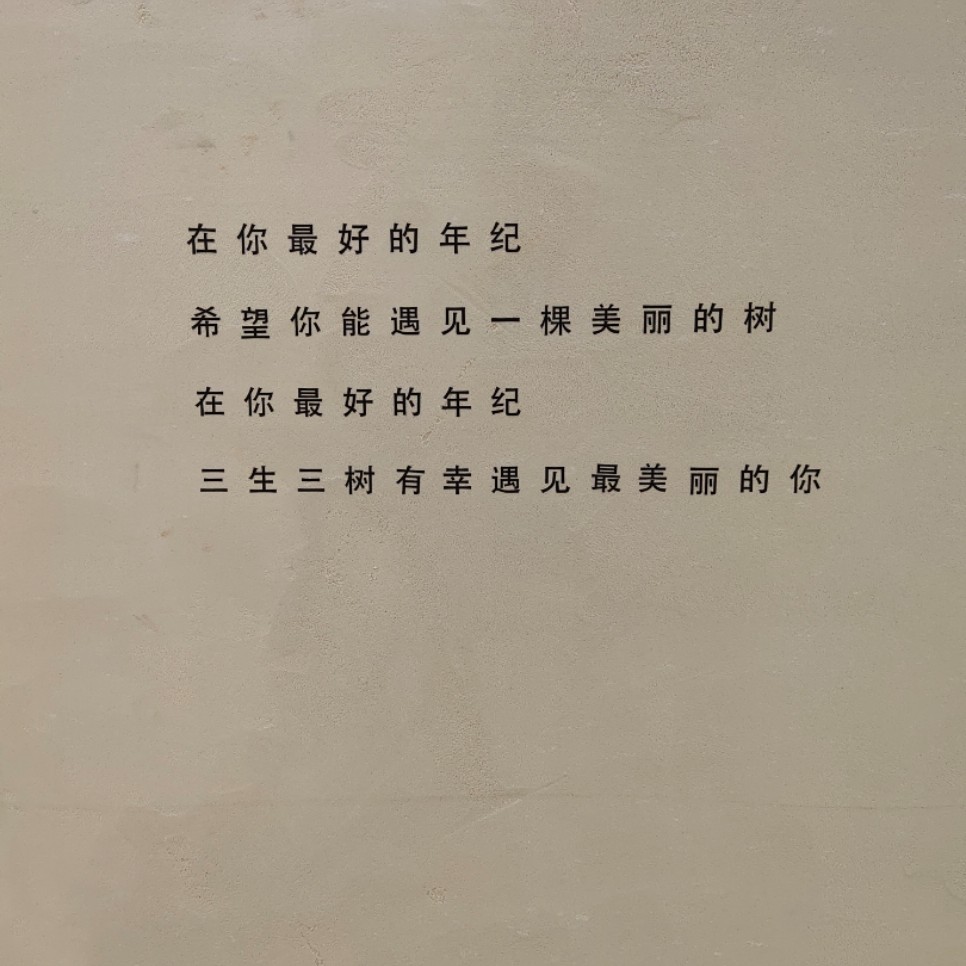 在你最好的年纪
希望你能遇见一棵美丽的树
在你最好的年纪
三生三树有幸遇见最美丽的你